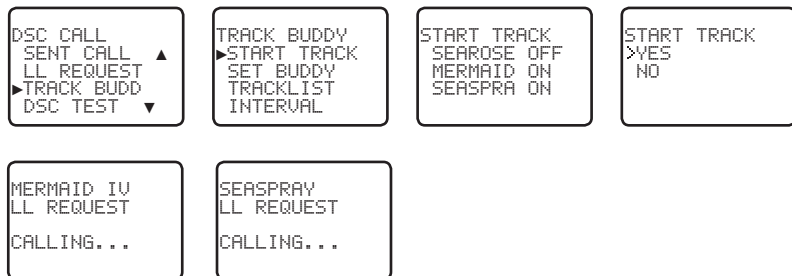 DSC CALL
SENT CALL ▲
LL REQUEST
▶TRACK BUDD
DSC TEST ▼
TRACK BUDDY
▶START TRACK
SET BUDDY
TRACKLIST
INTERVAL
START TRACK
SEAROSE OFF
MERMAID ON
SEASPRA ON
START TRACK
>YES
NO
MERMAID IV
LL REQUEST
CALLING...
SEASPRAY
LL REQUEST
CALLING...